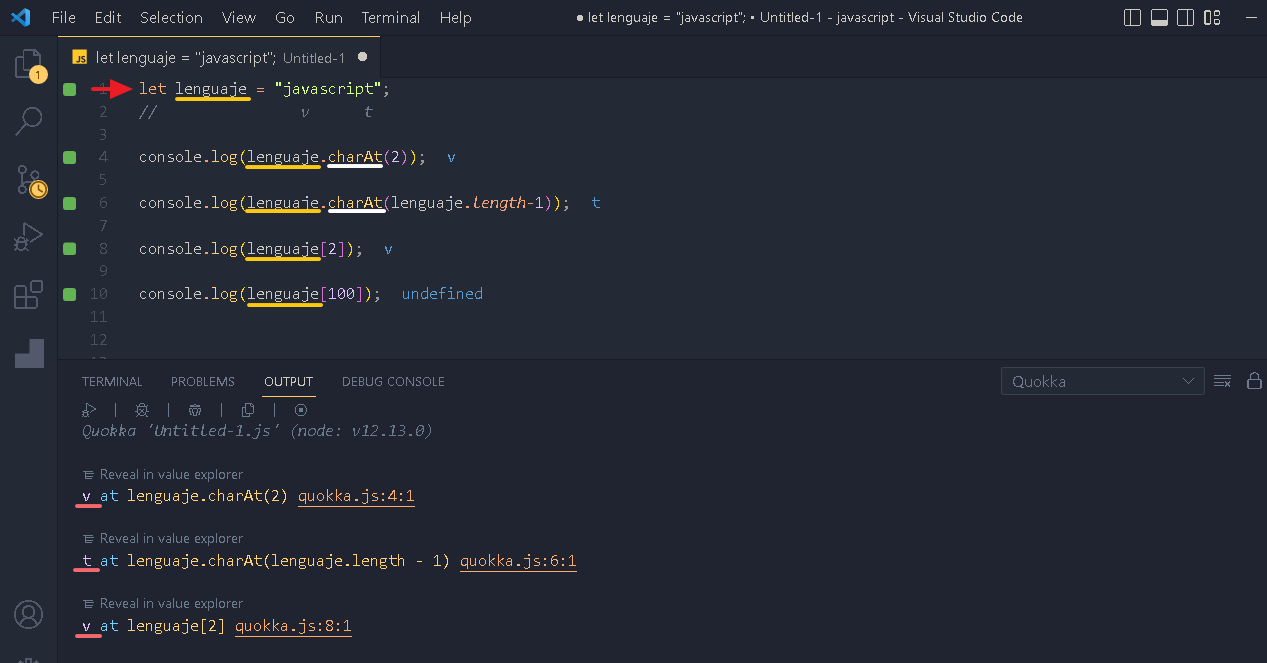 File Edit Selection View Go Run Terminal Help ● let lenguaje = "javascript"; • Untitled-1 - javascript - Visual Studio Code
JS let lenguaje = "javascript"; Untitled-1 ●
1 let lenguaje = "javascript";
2 // v t
3
4 console.log(lenguaje.charAt(2)); v
5
6 console.log(lenguaje.charAt(lenguaje.length-1)); t
7
8 console.log(lenguaje[2]); v
9
10 console.log(lenguaje[100]); undefined
11
12
1
TERMINAL PROBLEMS OUTPUT DEBUG CONSOLE Quokka
Quokka 'Untitled-1.js' (node: v12.13.0)
Reveal in value explorer
v at lenguaje.charAt(2) quokka.js:4:1
Reveal in value explorer
t at lenguaje.charAt(lenguaje.length - 1) quokka.js:6:1
Reveal in value explorer
v at lenguaje[2] quokka.js:8:1